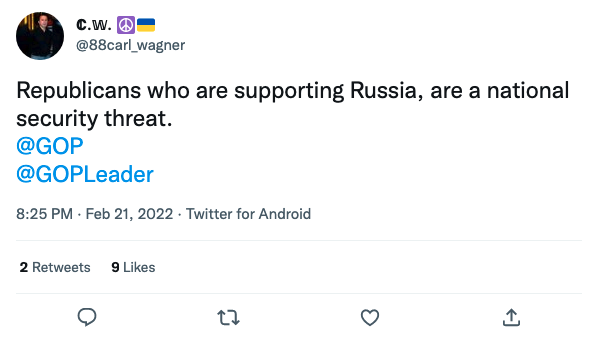 ℂ.𝕎. ☮️🇺🇦
@88carl_wagner
Republicans who are supporting Russia, are a national
security threat.
@GOP
@GOPLeader
8:25 PM · Feb 21, 2022 · Twitter for Android
2 Retweets 9 Likes